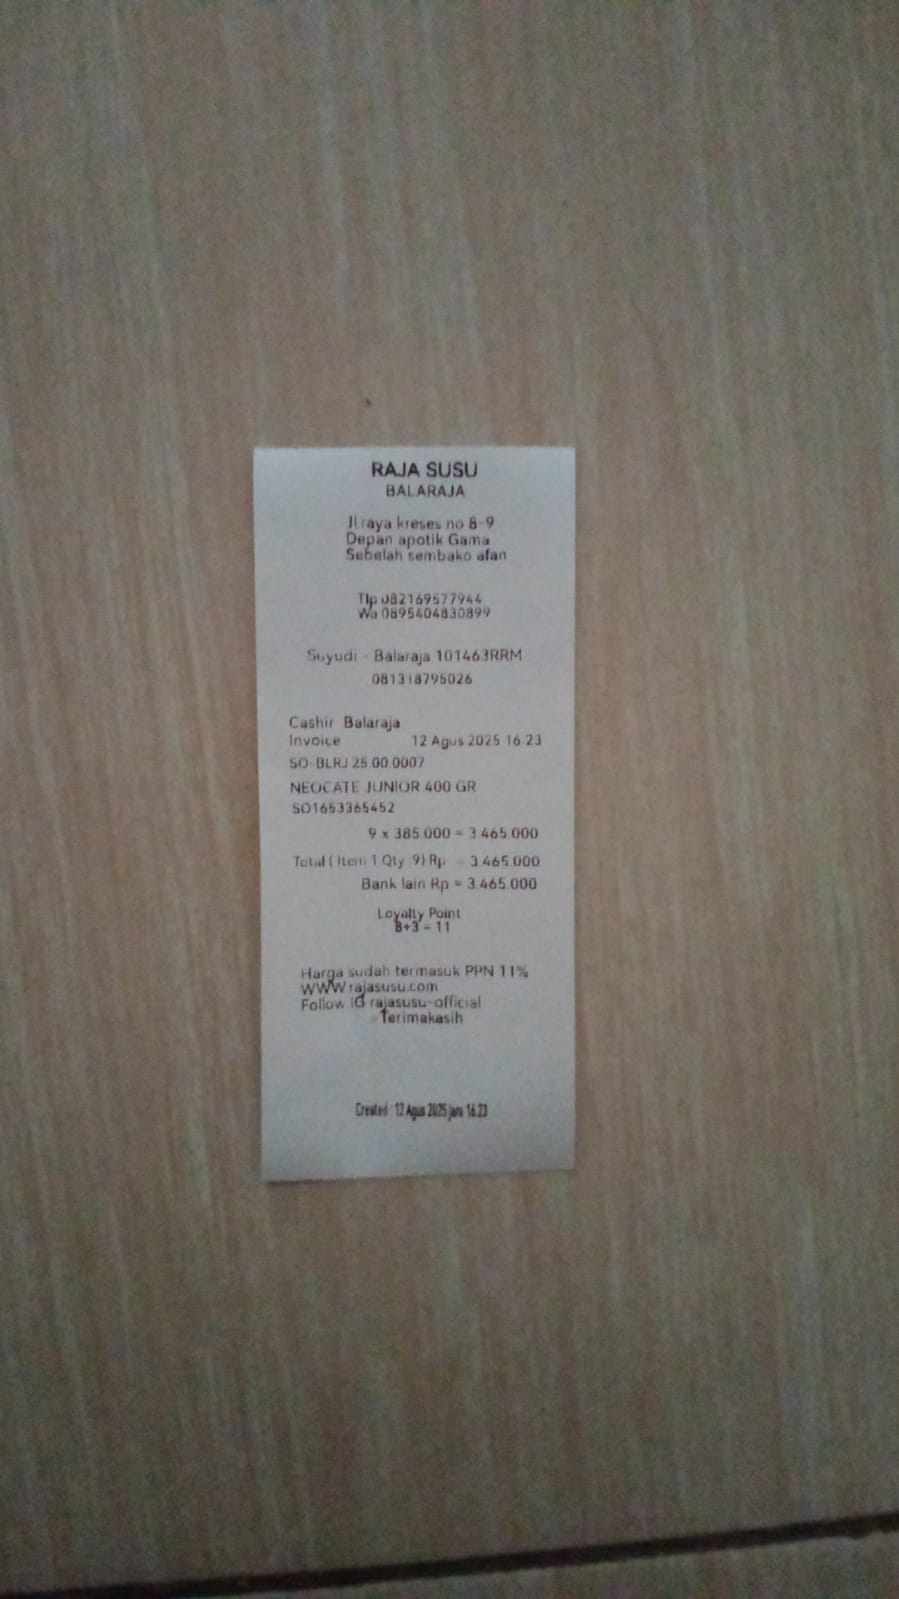 RAJA SUSU
BALARAJA
Jl raya kreses no 8-9
Depan apotik Gama
Sebelah sembako afan
Tlp 082169577944
Wa 0895404830899
Suyudi - Balaraja 101463RRM
081318795026
Cashir Balaraja
Invoice 12 Agus 2025 16:23
SO-BLRJ 25.00.0007
NEOCATE JUNIOR 400 GR
SO1653365452
9 x 385.000 = 3.465.000
Total ( Item 1 Qty :9) Rp = 3.465.000
Bank lain Rp = 3.465.000
Loyalty Point
8+3 = 11
Harga sudah termasuk PPN 11%
WWW.rajasusu.com
Follow IG rajasusu-official
Terimakasih
Created : 12 Agus 2025 jam 16.23